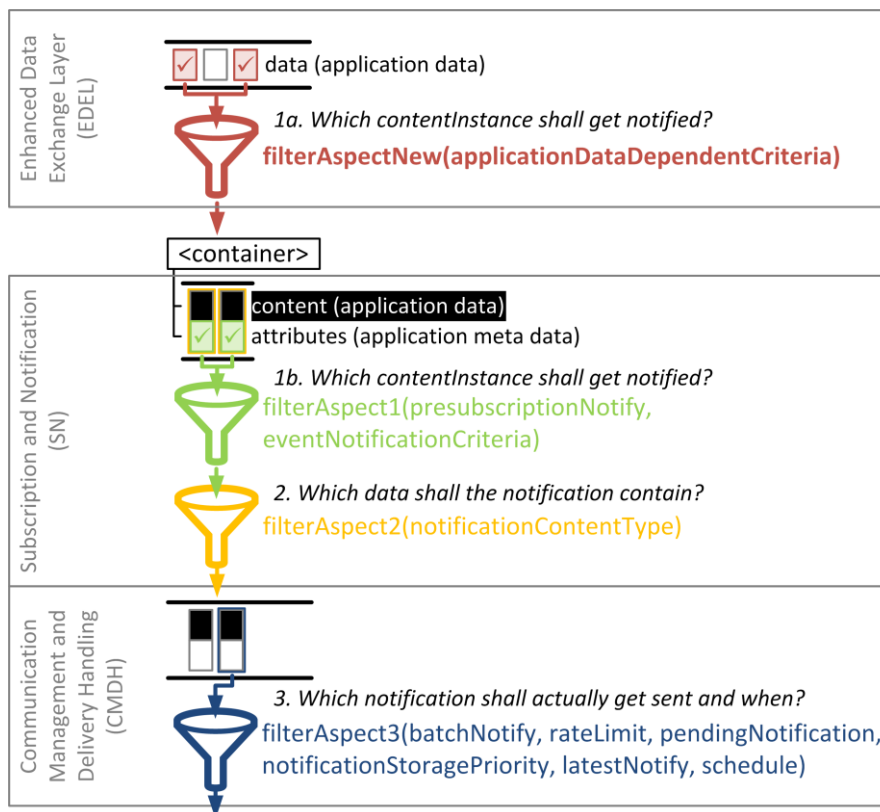 Enhanced Data
Exchange Layer
(EDEL)
data (application data)
1a. Which contentInstance shall get notified?
filterAspectNew(applicationDataDependentCriteria)
<container>
Subscription and Notification
(SN)
content (application data)
attributes (application meta data)
1b. Which contentInstance shall get notified?
filterAspect1(presubscriptionNotify,
eventNotificationCriteria)
2. Which data shall the notification contain?
filterAspect2(notificationContentType)
Communication
Management and
Delivery Handling
(CMDH)
3. Which notification shall actually get sent and when?
filterAspect3(batchNotify, rateLimit, pendingNotification,
notificationStoragePriority, latestNotify, schedule)